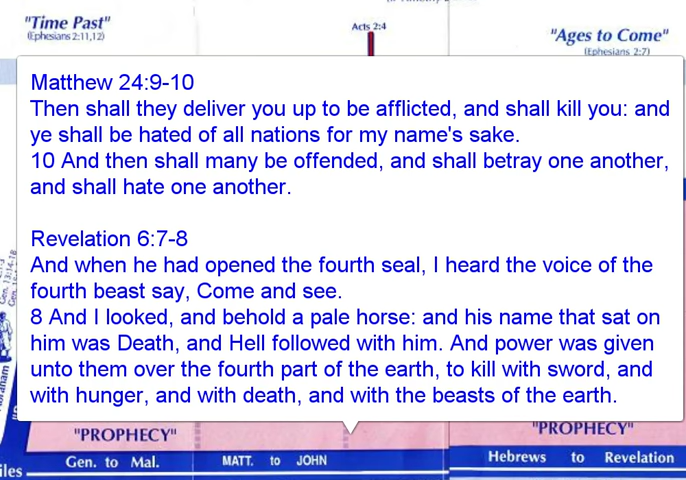 "Time Past"
(Ephesians 2:11,12)
Acts 2:4
"Ages to Come"
(Ephesians 2:7)
Matthew 24:9-10
Then shall they deliver you up to be afflicted, and shall kill you: and
ye shall be hated of all nations for my name's sake.
10 And then shall many be offended, and shall betray one another,
and shall hate one another.
Revelation 6:7-8
And when he had opened the fourth seal, I heard the voice of the
fourth beast say, Come and see.
8 And I looked, and behold a pale horse: and his name that sat on
him was Death, and Hell followed with him. And power was given
unto them over the fourth part of the earth, to kill with sword, and
with hunger, and with death, and with the beasts of the earth.
"PROPHECY"
"PROPHECY"
Gen. to Mal.
MATT. to JOHN
Hebrews to Revelation